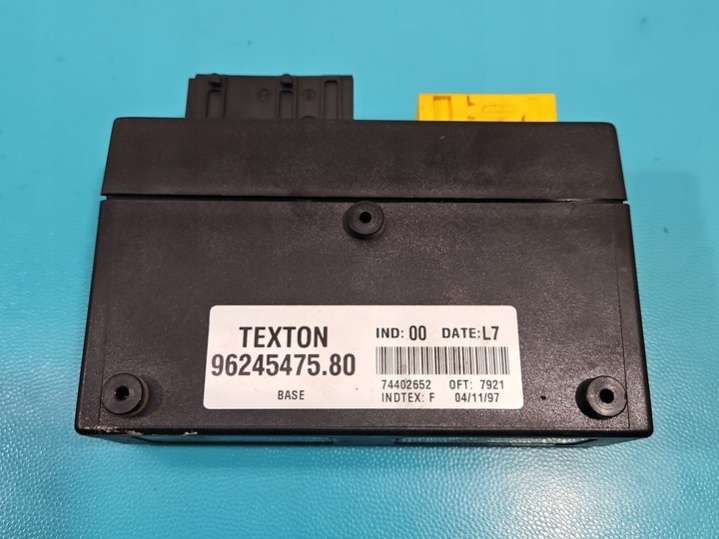 TEXTON
96245475.80
BASE
IND: 00 DATE:L7
74402652 OFT: 7921
INDTEX: F 04/11/97